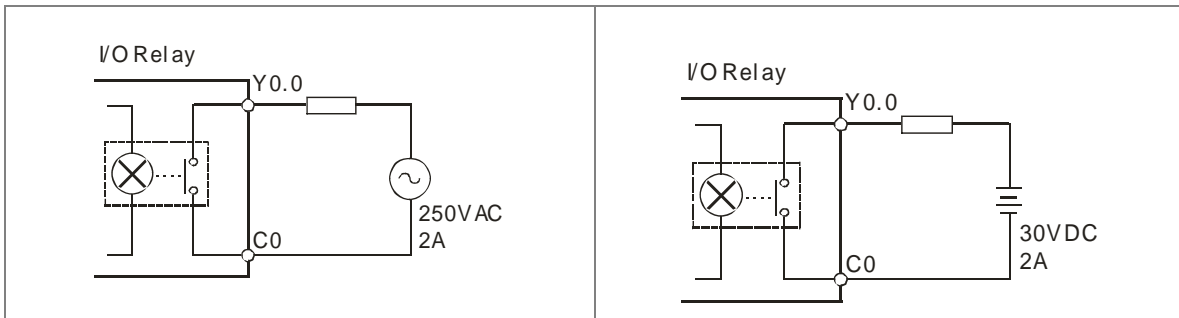 I/O Relay
Y0.0
250VAC
2A
C0
I/O Relay
Y0.0
30VDC
2A
C0